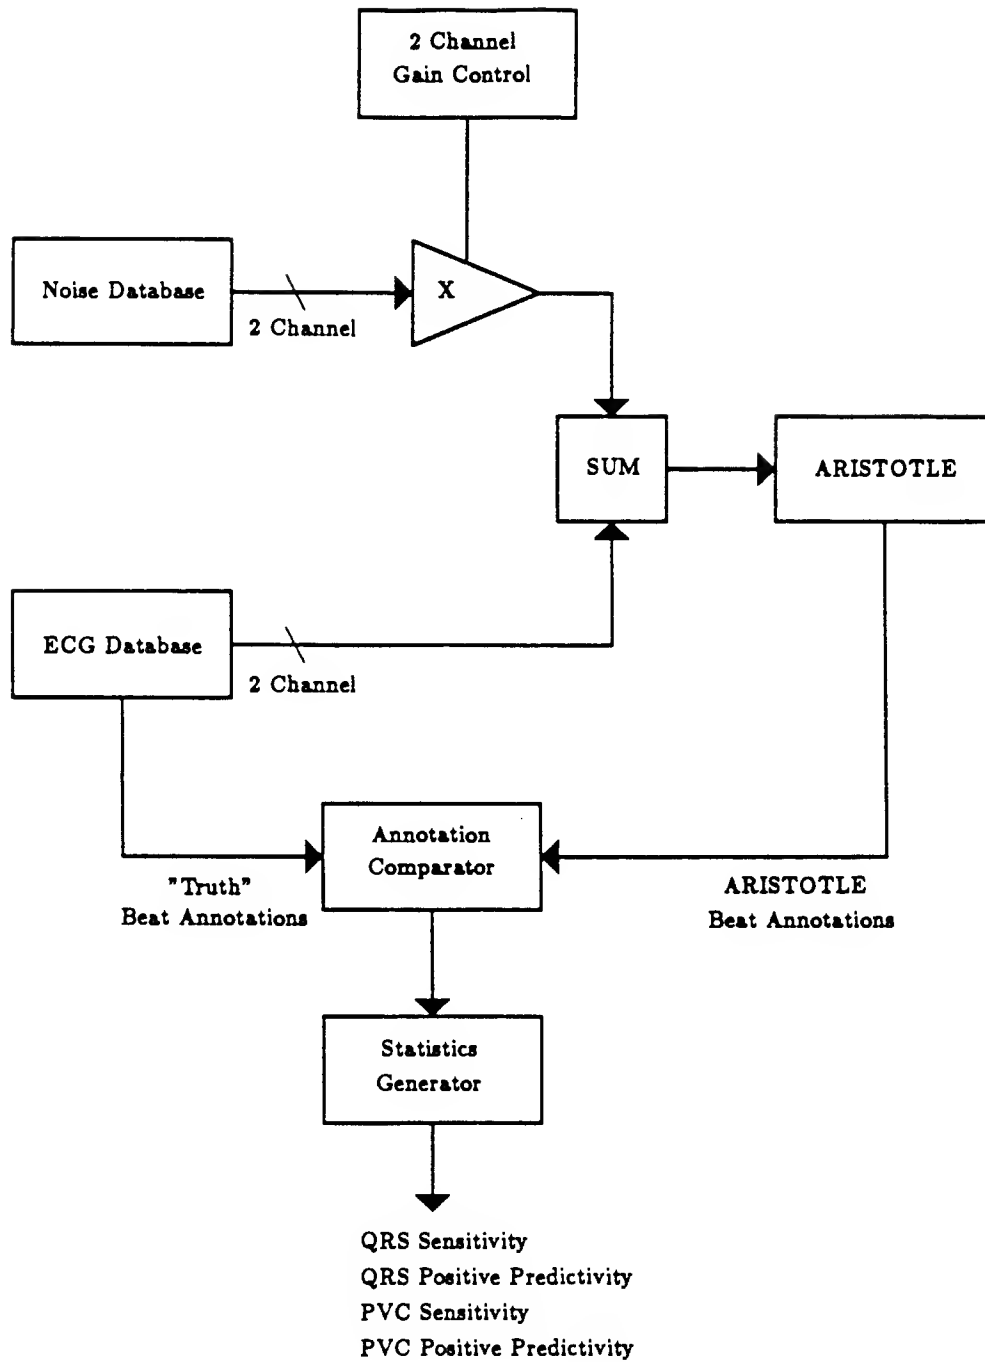 2 Channel
Gain Control
Noise Database
X
2 Channel
SUM
ARISTOTLE
ECG Database
2 Channel
Annotation
Comparator
"Truth"
Beat Annotations
ARISTOTLE
Beat Annotations
Statistics
Generator
QRS Sensitivity
QRS Positive Predictivity
PVC Sensitivity
PVC Positive Predictivity